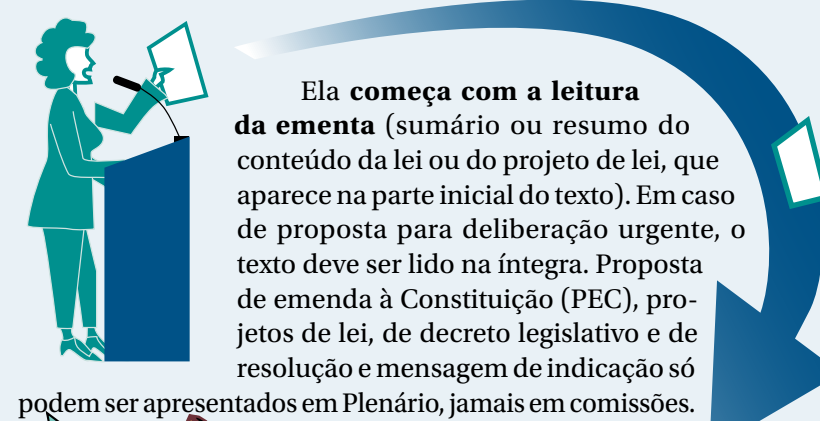 Ela começa com a leitura
da ementa (sumário ou resumo do
conteúdo da lei ou do projeto de lei, que
aparece na parte inicial do texto). Em caso
de proposta para deliberação urgente, o
texto deve ser lido na íntegra. Proposta
de emenda à Constituição (PEC), pro-
jetos de lei, de decreto legislativo e de
resolução e mensagem de indicação só
podem ser apresentados em Plenário, jamais em comissões.